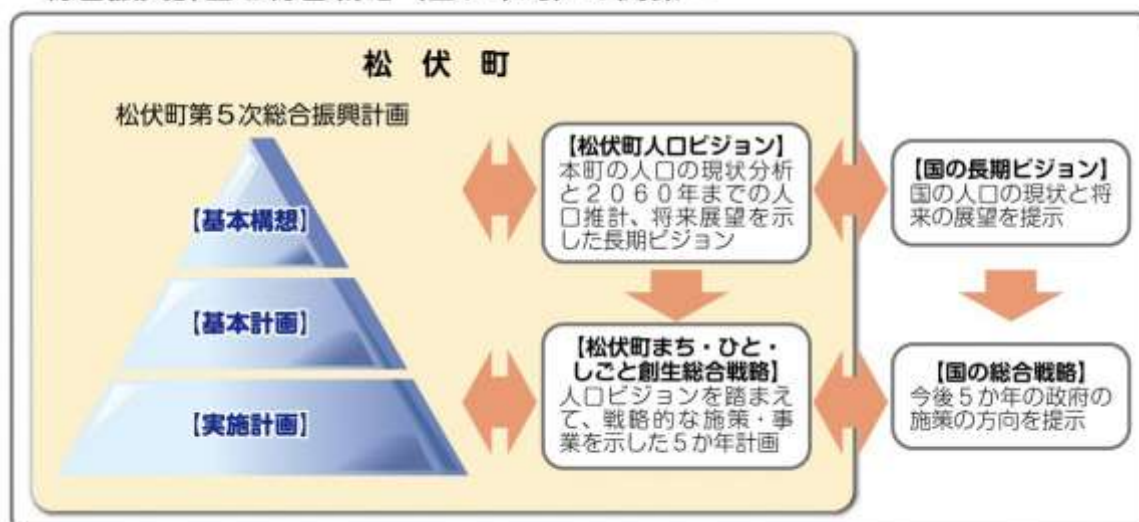 松 伏 町
松伏町第５次総合振興計画
【基本構想】
【基本計画】
【実施計画】
【松伏町人口ビジョン】
本町の人口の現状分析
と２０６０年までの人
口推計、将来展望を示
した長期ビジョン
【松伏町まち・ひと・
しごと創生総合戦略】
人口ビジョンを踏まえ
て、戦略的な施策・事
業を示した５か年計画
【国の長期ビジョン】
国の人口の現状と将
来の展望を提示
【国の総合戦略】
今後５か年の政府の
施策の方向を提示